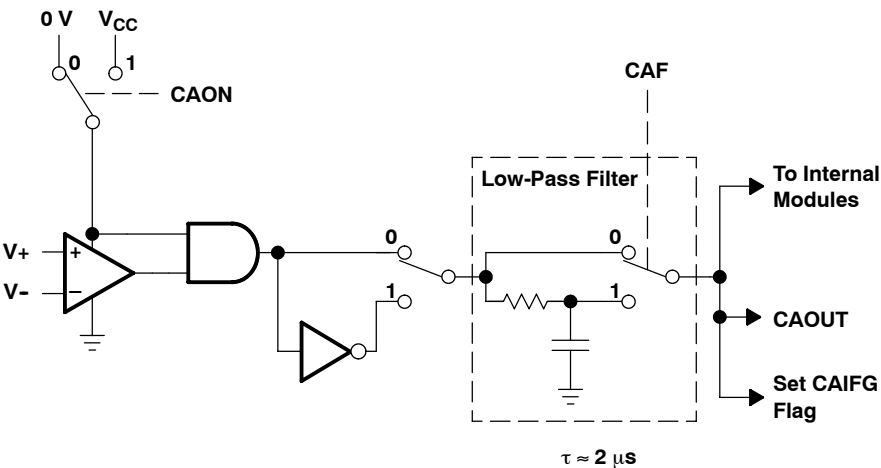 0 V VCC
0 1
CAON
CAF
Low-Pass Filter
To Internal
Modules
V+
+
V−
−
0
1
0
1
CAOUT
Set CAIFG
Flag
τ ≈ 2 μs